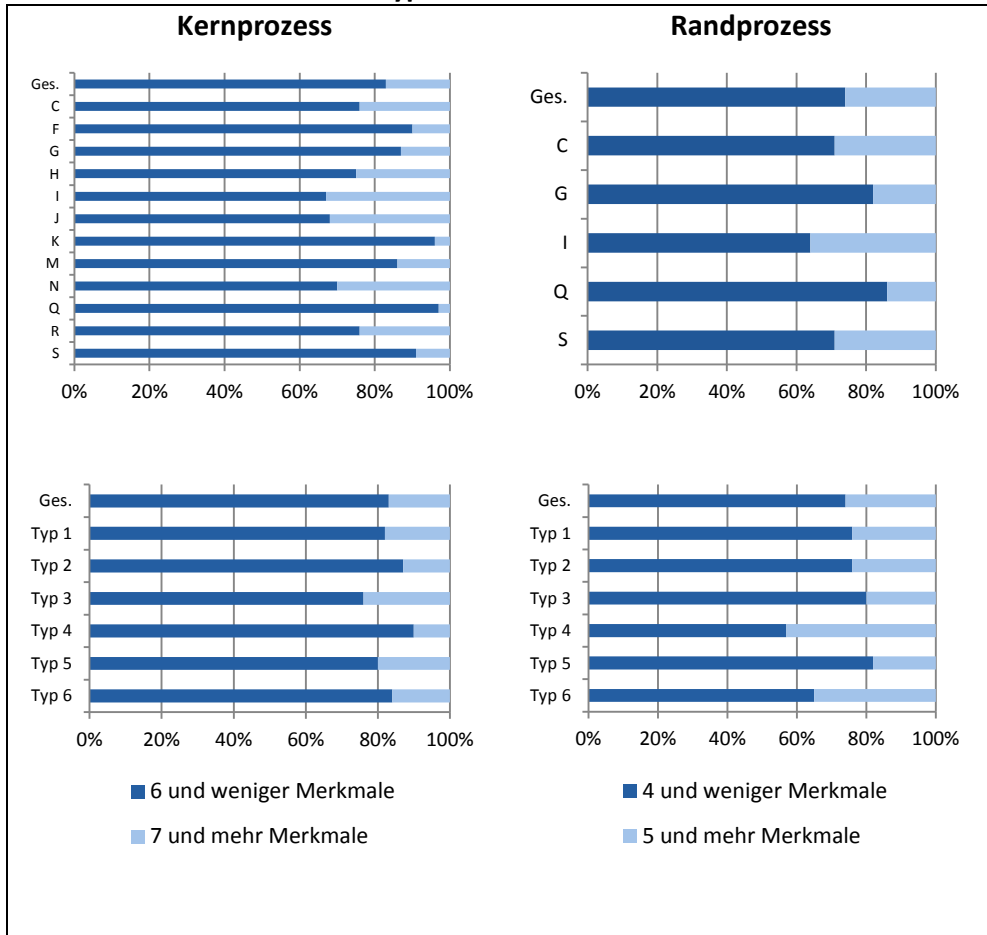 Kernprozess
Ges.
C
F
G
H
I
J
K
M
N
Q
R
S
0% 20% 40% 60% 80% 100%
Randprozess
Ges.
C
G
I
Q
S
0% 20% 40% 60% 80% 100%
Ges.
Typ 1
Typ 2
Typ 3
Typ 4
Typ 5
Typ 6
0% 20% 40% 60% 80% 100%
6 und weniger Merkmale
7 und mehr Merkmale
Ges.
Typ 1
Typ 2
Typ 3
Typ 4
Typ 5
Typ 6
0% 20% 40% 60% 80% 100%
4 und weniger Merkmale
5 und mehr Merkmale